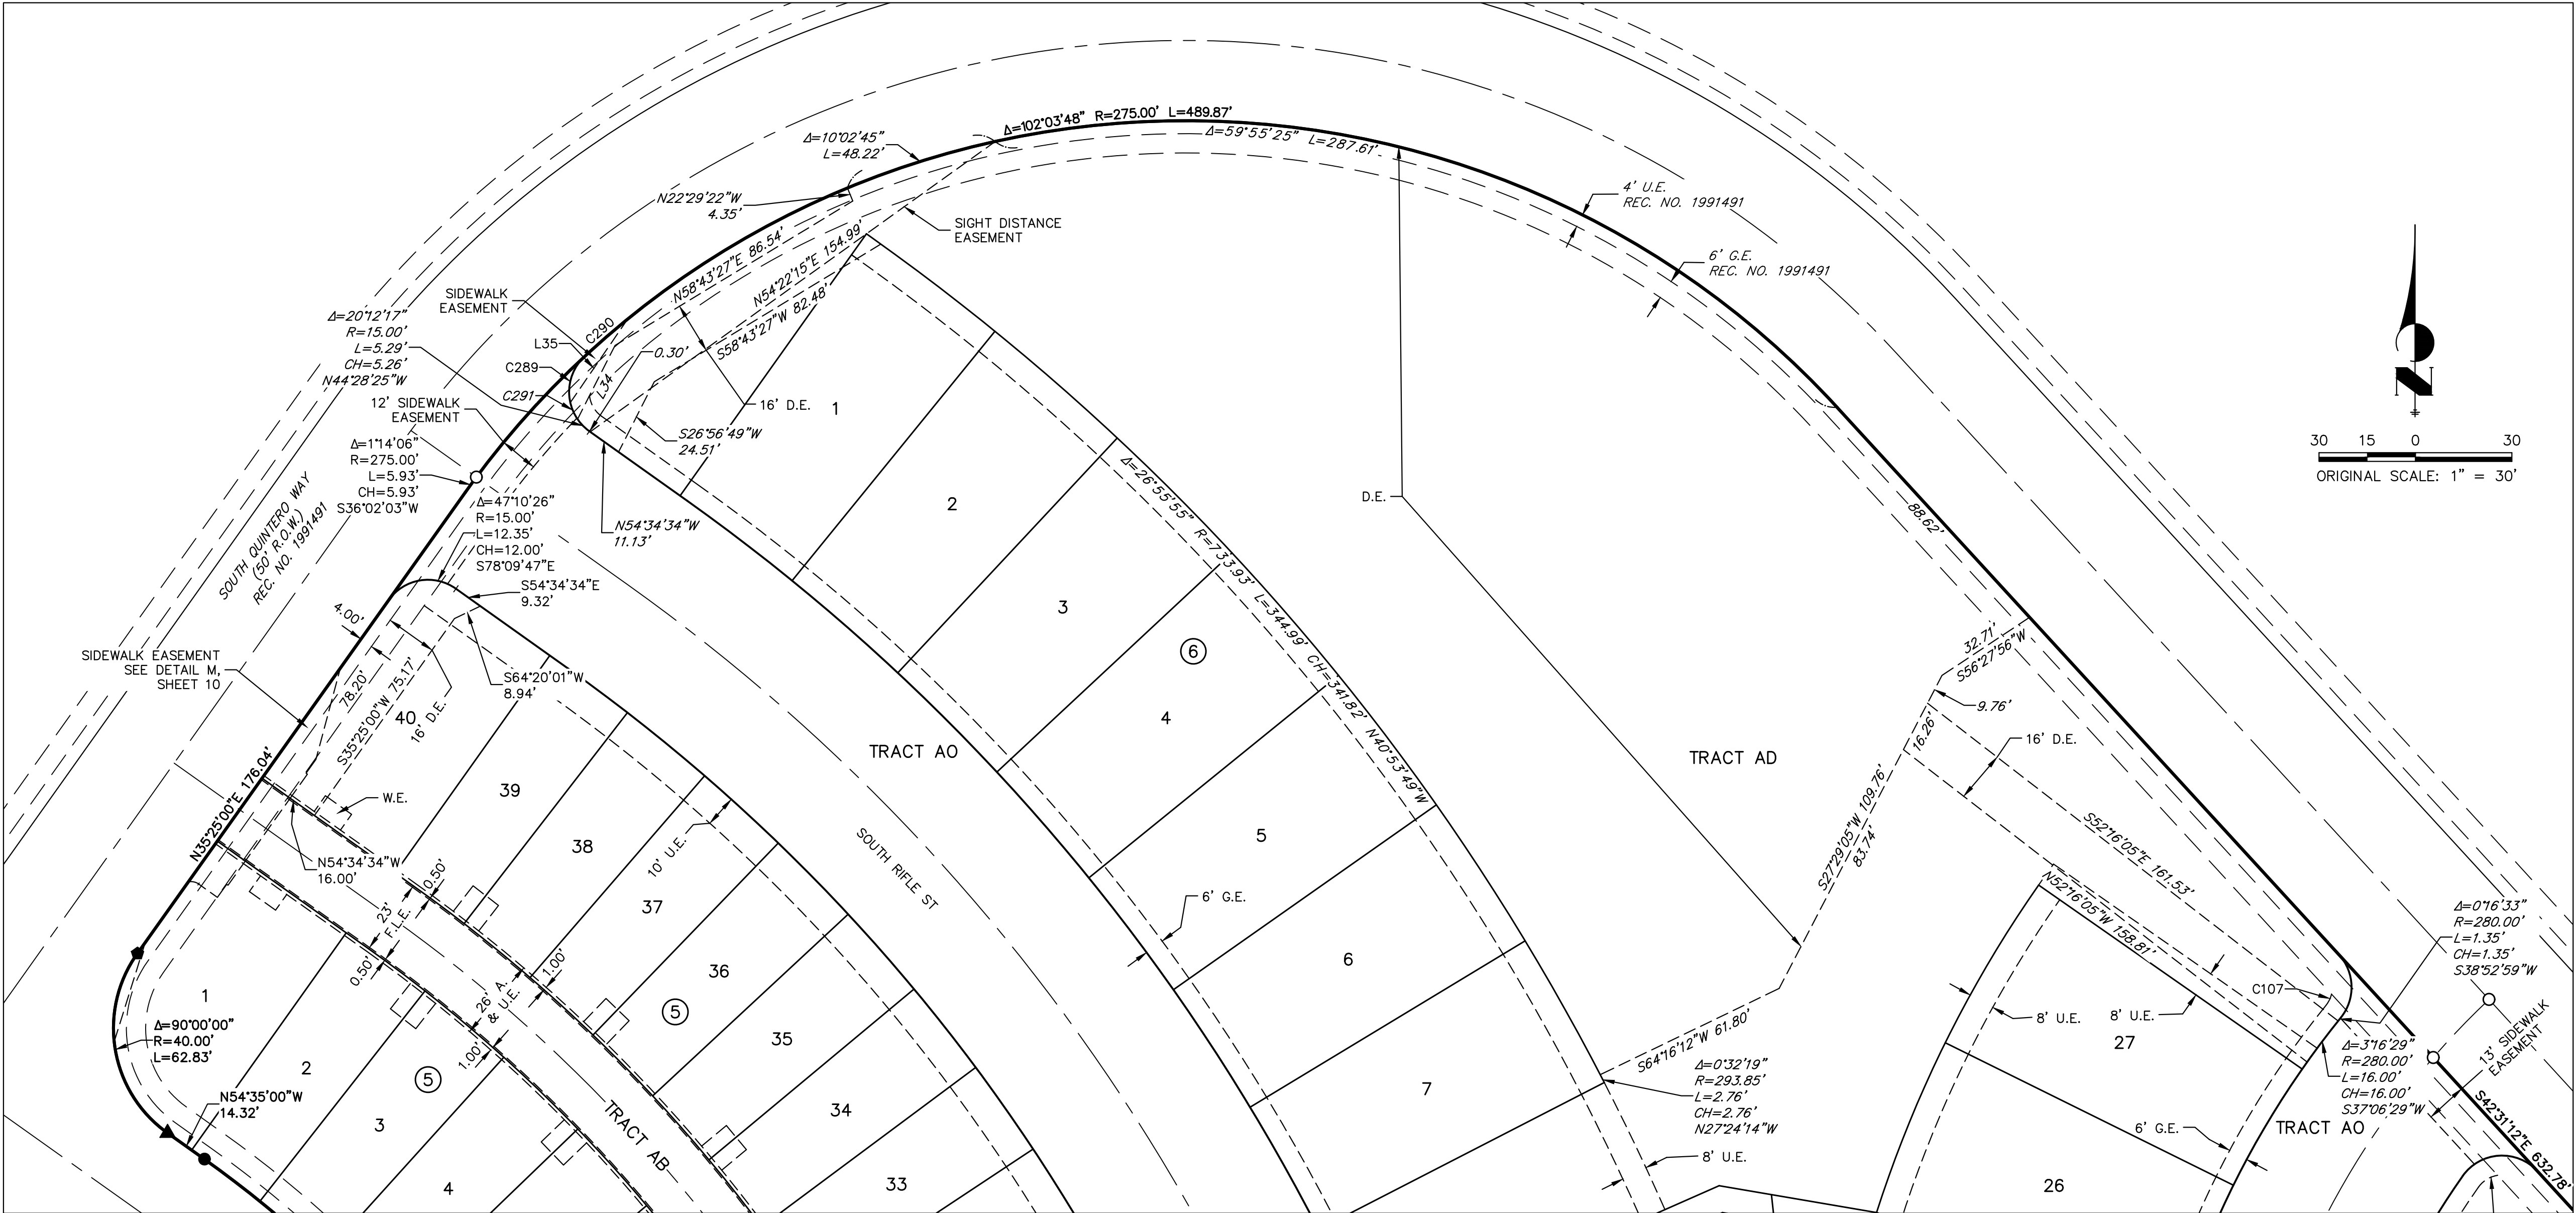 Δ=102°03'48" R=275.00' L=489.87'
Δ=59°55'25" L=287.61'
Δ=10°02'45"
L=48.22'
N22°29'22"W
4.35'
SIGHT DISTANCE
EASEMENT
4' U.E.
REC. NO. 1991491
6' G.E.
REC. NO. 1991491
N58°43'27"E 86.54'
N54°22'15"E 154.99'
S58°43'27"W 82.48'
SIDEWALK
EASEMENT
Δ=20°12'17"
R=15.00'
L=5.29'
CH=5.26'
N44°28'25"W
C290
L35
C289
C291
L34
0.30'
16' D.E.
1
S26°56'49"W
24.51'
N54°34'34"W
11.13'
12' SIDEWALK
EASEMENT
Δ=1°14'06"
R=275.00'
L=5.93'
CH=5.93'
S36°02'03"W
Δ=47°10'26"
R=15.00'
L=12.35'
CH=12.00'
S78°09'47"E
S54°34'34"E
9.32'
SOUTH QUINTERO WAY
(50' R.O.W.)
REC. NO. 1991491
4.00'
SIDEWALK EASEMENT
SEE DETAIL M,
SHEET 10
78.20'
S35°25'00"W 75.17'
40
16' D.E.
S64°20'01"W
8.94'
N35°25'00"E 176.04'
W.E.
N54°34'34"W
16.00'
39
38
37
36
35
34
33
10' U.E.
0.50'
23'
F.L.E.
0.50'
26' A.
& U.E.
1.00'
1.00'
5
5
1
2
3
4
Δ=90°00'00"
R=40.00'
L=62.83'
N54°35'00"W
14.32'
TRACT AB
SOUTH RIFLE ST
TRACT AO
2
3
4
5
6
7
6
Δ=26°55'55" R=733.93' L=344.99' CH=341.82' N40°53'49"W
6' G.E.
D.E.
TRACT AD
88.62'
32.71'
S56°27'56"W
9.76'
16.26'
16' D.E.
S27°29'05"W 109.76'
83.74'
S52°16'05"E 161.53'
N52°16'05"W 158.81'
S64°16'12"W 61.80'
Δ=0°32'19"
R=293.85'
L=2.76'
CH=2.76'
N27°24'14"W
8' U.E.
8' U.E.
8' U.E.
27
26
C107
Δ=0°16'33"
R=280.00'
L=1.35'
CH=1.35'
S38°52'59"W
13' SIDEWALK
EASEMENT
Δ=3°16'29"
R=280.00'
L=16.00'
CH=16.00'
S37°06'29"W
6' G.E.
TRACT AO
S42°31'12"E 632.78'
N
30 15 0 30
ORIGINAL SCALE: 1" = 30'